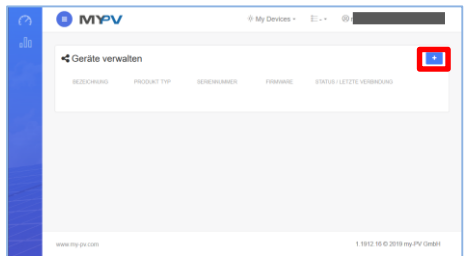 MYPV My Devices
Geräte verwalten +
BEZEICHNUNG PRODUKT TYP SERIENNUMMER FIRMWARE STATUS / LETZTE VERBINDUNG
www.my-pv.com 1.1912.16 © 2019 my-PV GmbH